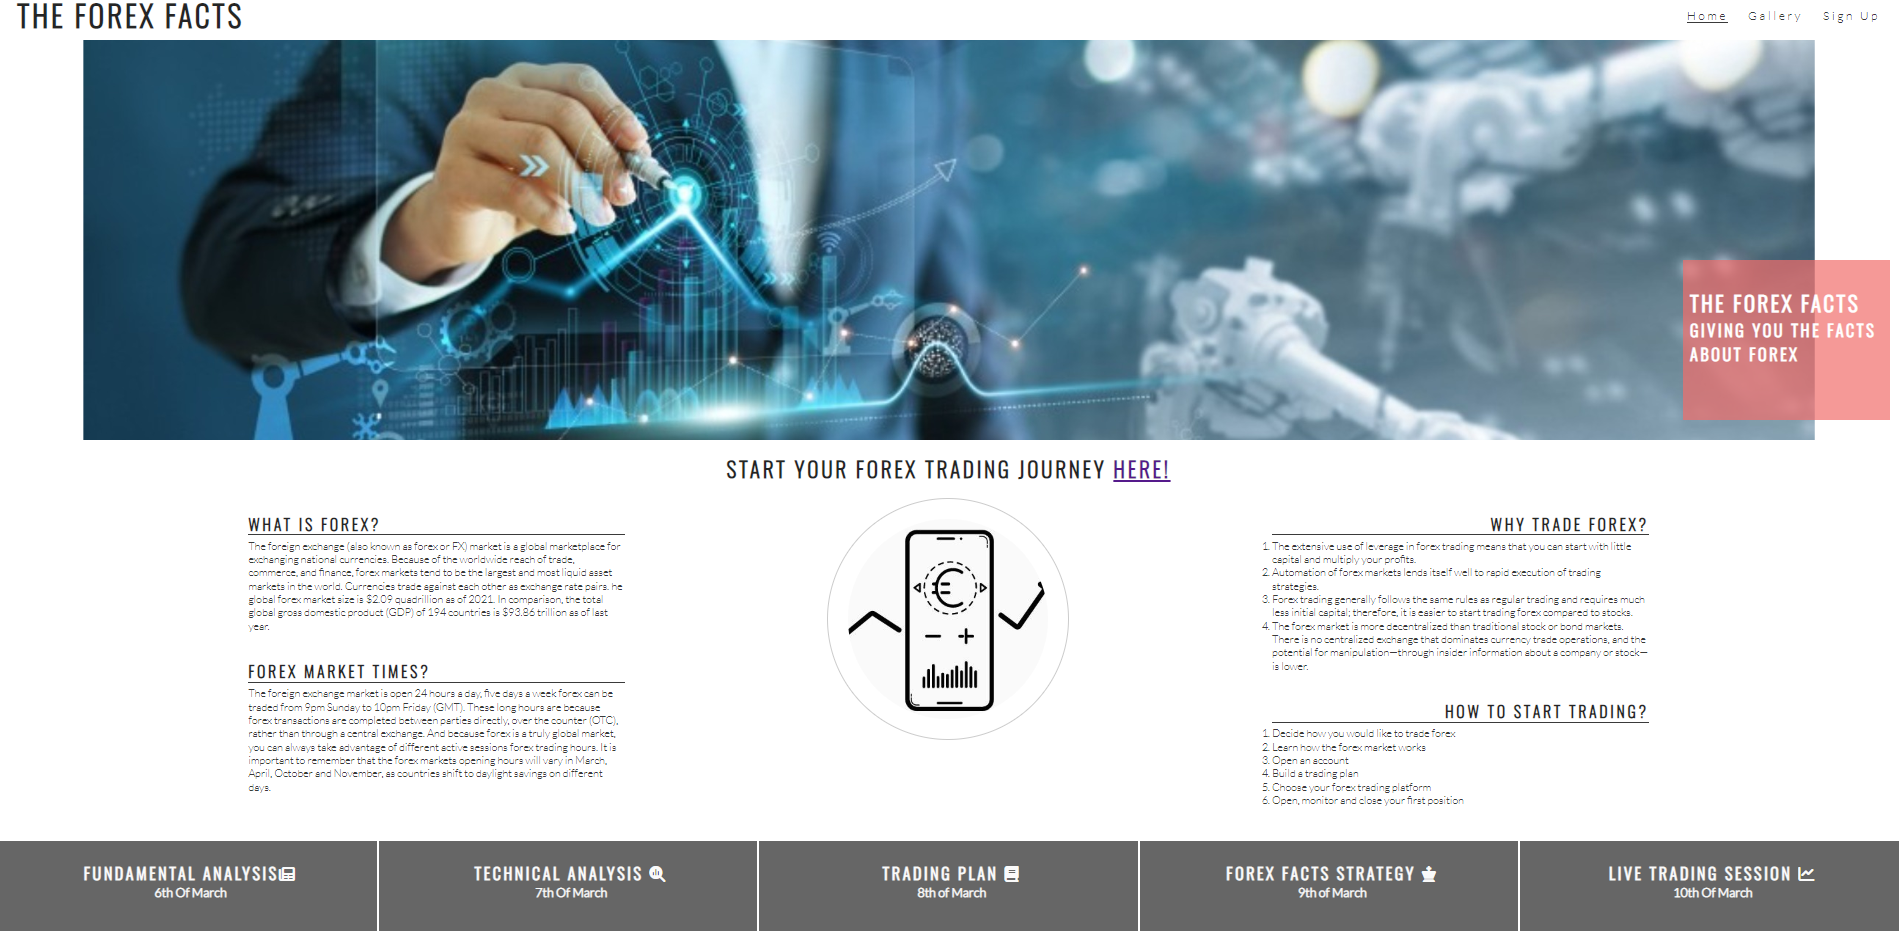 THE FOREX FACTS
Home Gallery Sign Up
THE FOREX FACTS
GIVING YOU THE FACTS
ABOUT FOREX
START YOUR FOREX TRADING JOURNEY HERE!
WHAT IS FOREX?
The foreign exchange (also known as forex or FX) market is a global marketplace for
exchanging national currencies. Because of the worldwide reach of trade,
commerce, and finance, forex markets tend to be the largest and most liquid asset
markets in the world. Currencies trade against each other as exchange rate pairs. he
global forex market size is $2.09 quadrillion as of 2021. In comparison, the total
global gross domestic product (GDP) of 194 countries is $93.86 trillion as of last
year.
FOREX MARKET TIMES?
The foreign exchange market is open 24 hours a day, five days a week forex can be
traded from 9pm Sunday to 10pm Friday (GMT). These long hours are because
forex transactions are completed between parties directly, over the counter (OTC),
rather than through a central exchange. And because forex is a truly global market,
you can always take advantage of different active sessions forex trading hours. It is
important to remember that the forex markets opening hours will vary in March,
April, October and November, as countries shift to daylight savings on different
days.
WHY TRADE FOREX?
1. The extensive use of leverage in forex trading means that you can start with little
capital and multiply your profits.
2. Automation of forex markets lends itself well to rapid execution of trading
strategies.
3. Forex trading generally follows the same rules as regular trading and requires much
less initial capital; therefore, it is easier to start trading forex compared to stocks.
4. The forex market is more decentralized than traditional stock or bond markets.
There is no centralized exchange that dominates currency trade operations, and the
potential for manipulation—through insider information about a company or stock—
is lower.
HOW TO START TRADING?
1. Decide how you would like to trade forex
2. Learn how the forex market works
3. Open an account
4. Build a trading plan
5. Choose your forex trading platform
6. Open, monitor and close your first position
FUNDAMENTAL ANALYSIS
6th Of March
TECHNICAL ANALYSIS
7th Of March
TRADING PLAN
8th of March
FOREX FACTS STRATEGY
9th of March
LIVE TRADING SESSION
10th Of March